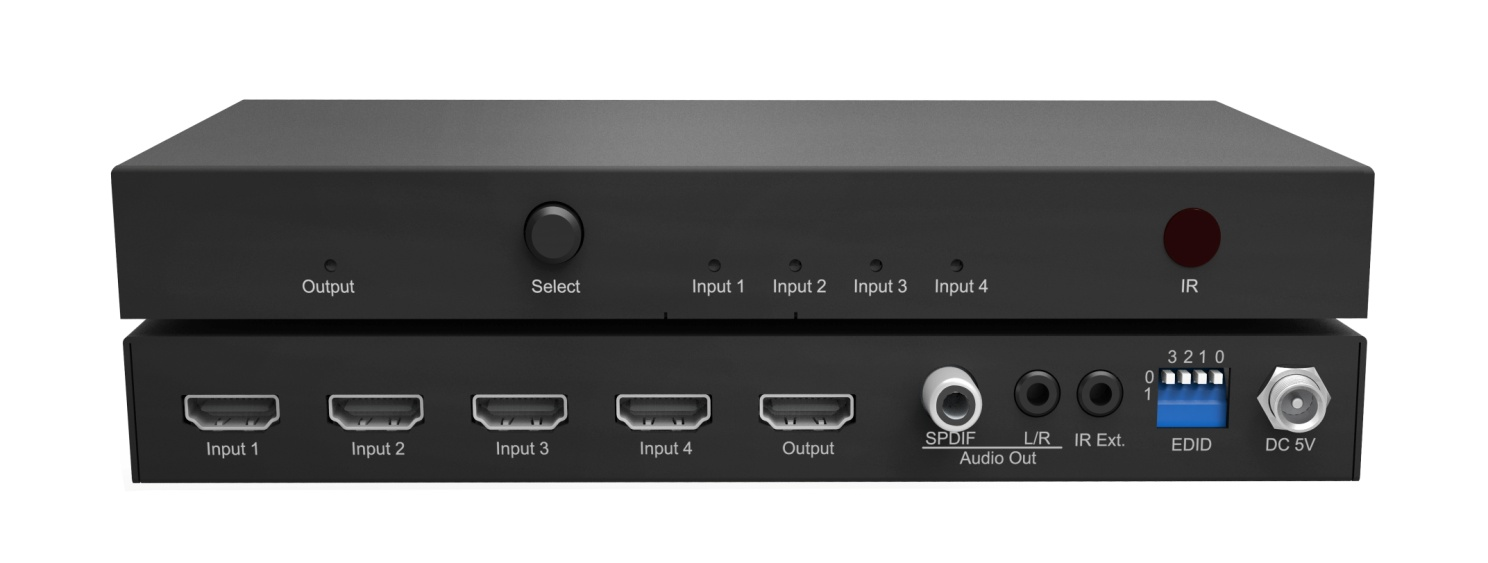 Output Select Input 1 Input 2 Input 3 Input 4 IR
3 2 1 0
0
1
Input 1 Input 2 Input 3 Input 4 Output SPDIF L/R IR Ext. EDID DC 5V
Audio Out